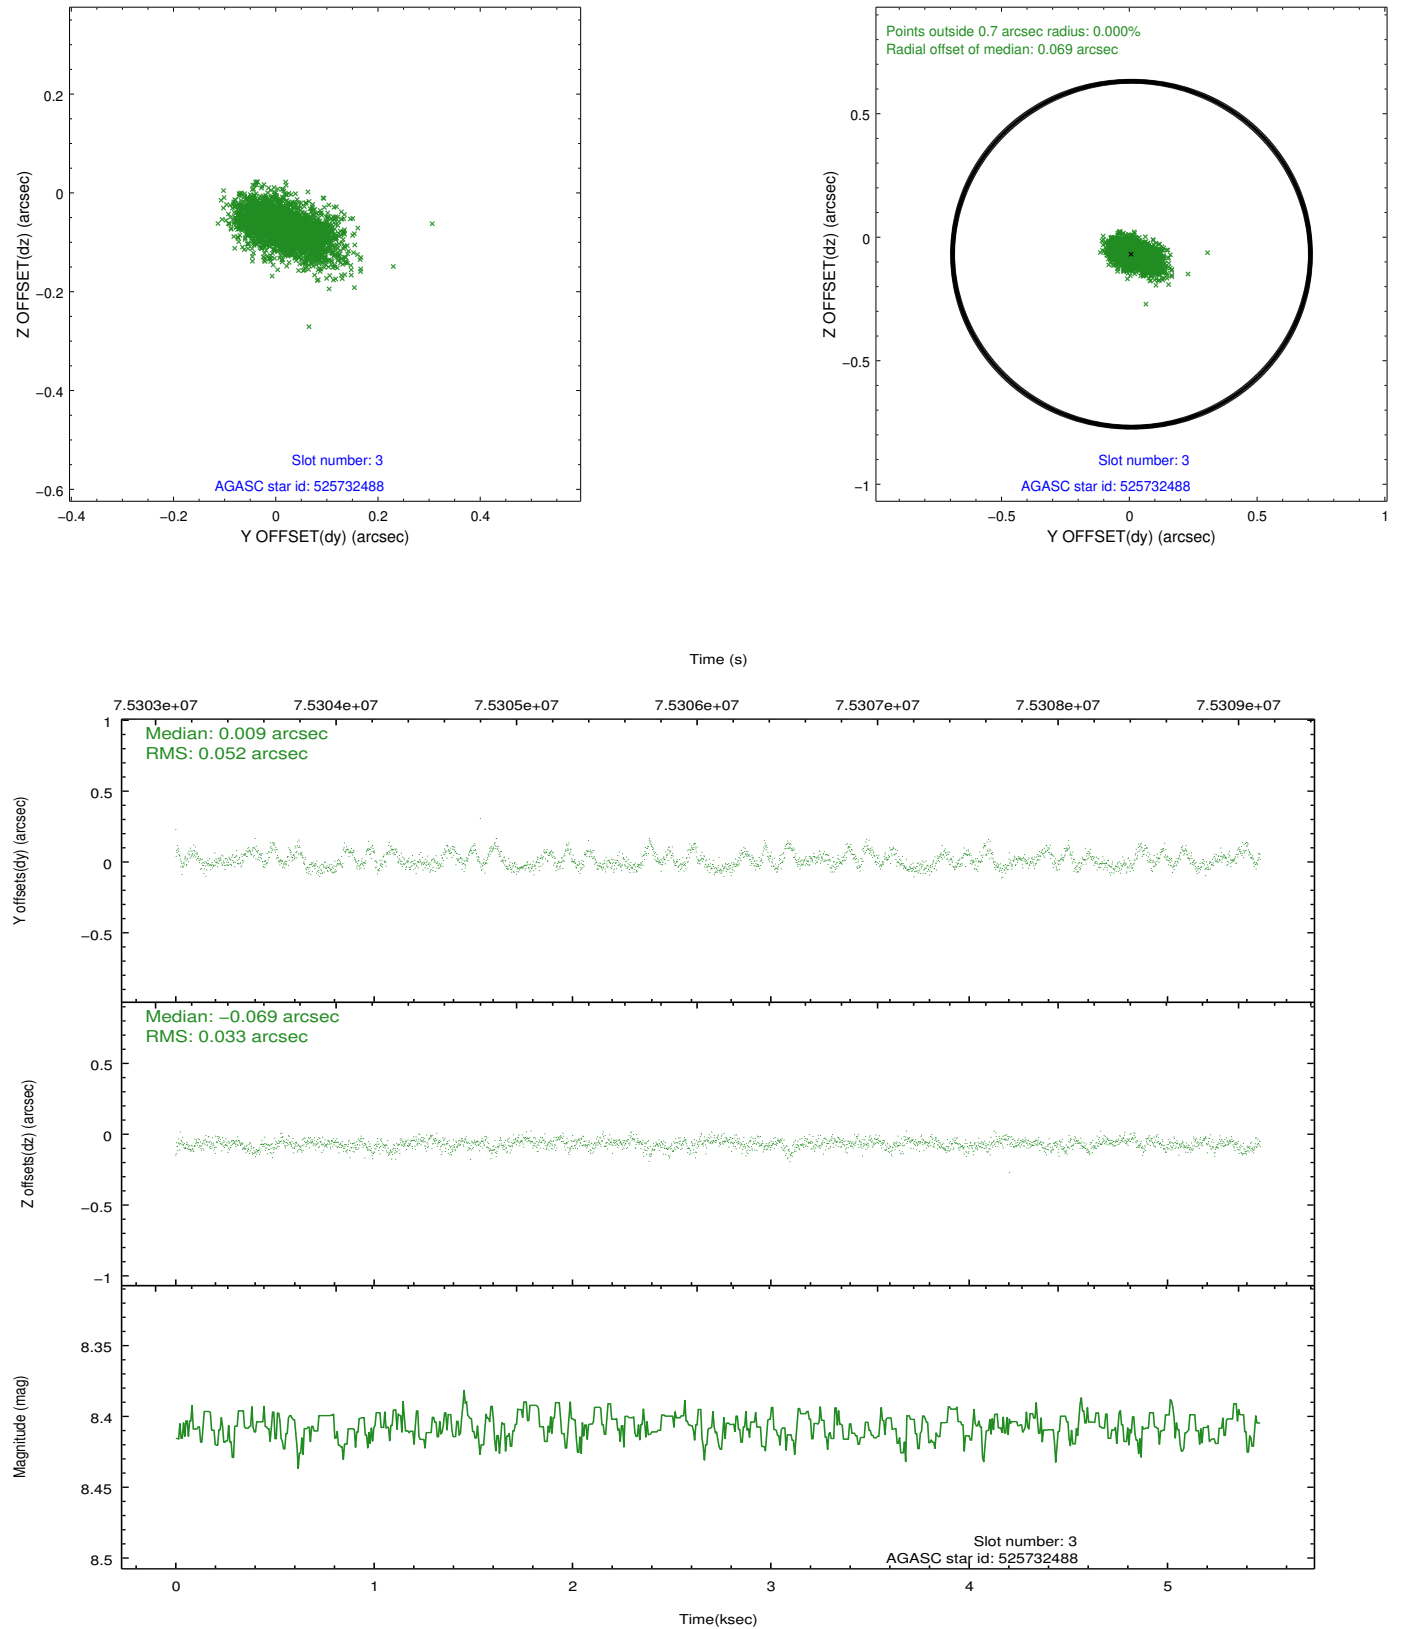 0.2
0
−0.2
−0.4
−0.6
Z OFFSET(dz) (arcsec)
Slot number: 3
AGASC star id: 525732488
−0.4 −0.2 0 0.2 0.4
Y OFFSET(dy) (arcsec)
Points outside 0.7 arcsec radius: 0.000%
Radial offset of median: 0.069 arcsec
0.5
0
−0.5
−1
Z OFFSET(dz) (arcsec)
Slot number: 3
AGASC star id: 525732488
−0.5 0 0.5 1
Y OFFSET(dy) (arcsec)
Time (s)
7.5303e+07 7.5304e+07 7.5305e+07 7.5306e+07 7.5307e+07 7.5308e+07 7.5309e+07
Median: 0.009 arcsec
RMS: 0.052 arcsec
1
0.5
0
−0.5
Y offsets(dy) (arcsec)
Median: −0.069 arcsec
RMS: 0.033 arcsec
0.5
0
−0.5
−1
Z offsets(dz) (arcsec)
8.35
8.4
8.45
8.5
Magnitude (mag)
Slot number: 3
AGASC star id: 525732488
0 1 2 3 4 5
Time(ksec)